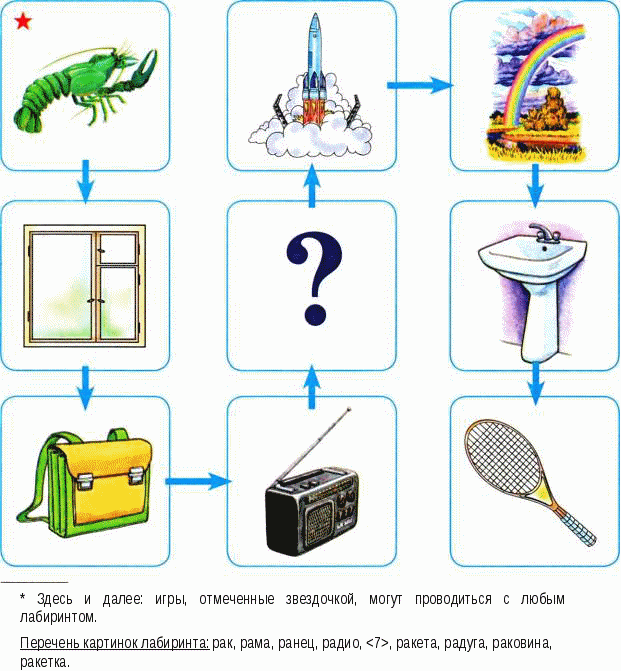 ?
* Здесь и далее: игры, отмеченные звездочкой, могут проводиться с любым
лабиринтом.
Перечень картинок лабиринта: рак, рама, ранец, радио, <7>, ракета, радуга, раковина,
ракетка.